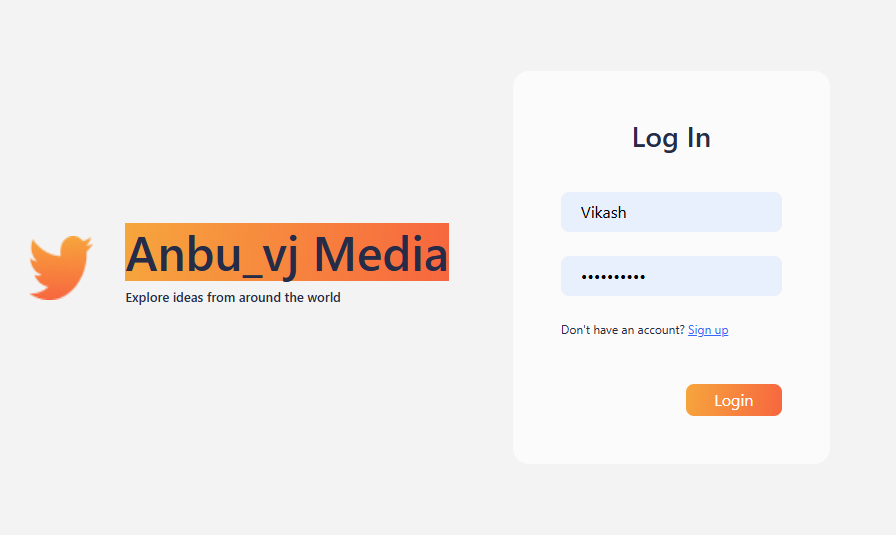 Anbu_vj Media
Explore ideas from around the world
Log In
Vikash
••••••••••
Don't have an account? Sign up
Login